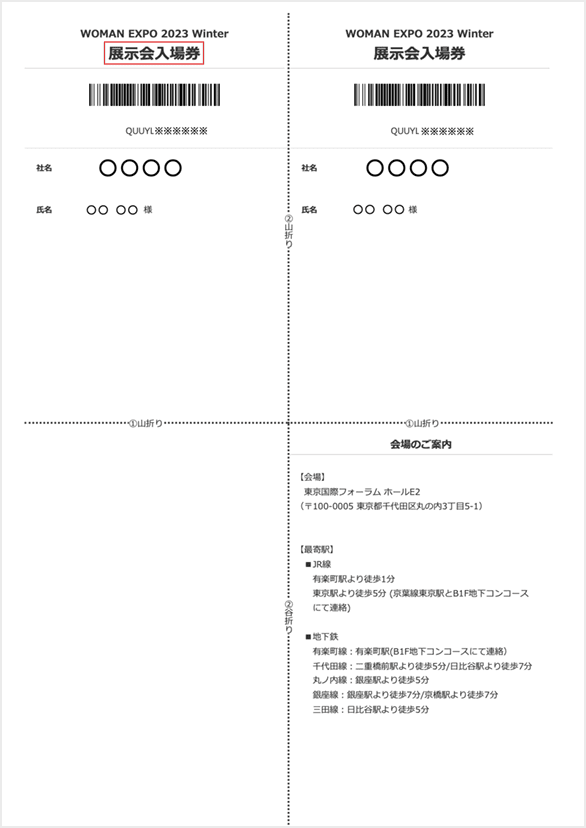 WOMAN EXPO 2023 Winter
展示会入場券
QUUYL※※※※※※
社名 〇〇〇〇
氏名 〇〇 〇〇 様
WOMAN EXPO 2023 Winter
展示会入場券
QUUYL※※※※※※
社名 〇〇〇〇
氏名 〇〇 〇〇 様
②山折り
①山折り
①山折り
会場のご案内
【会場】
東京国際フォーラム ホールE2
(〒100-0005 東京都千代田区丸の内3丁目5-1)
【最寄駅】
■JR線
有楽町駅より徒歩1分
東京駅より徒歩5分 (京葉線東京駅とB1F地下コンコース
にて連絡)
■地下鉄
有楽町線：有楽町駅(B1F地下コンコースにて連絡)
千代田線：二重橋前駅より徒歩5分/日比谷駅より徒歩7分
丸ノ内線：銀座駅より徒歩5分
銀座線：銀座駅より徒歩7分/京橋駅より徒歩7分
三田線：日比谷駅より徒歩5分
②谷折り